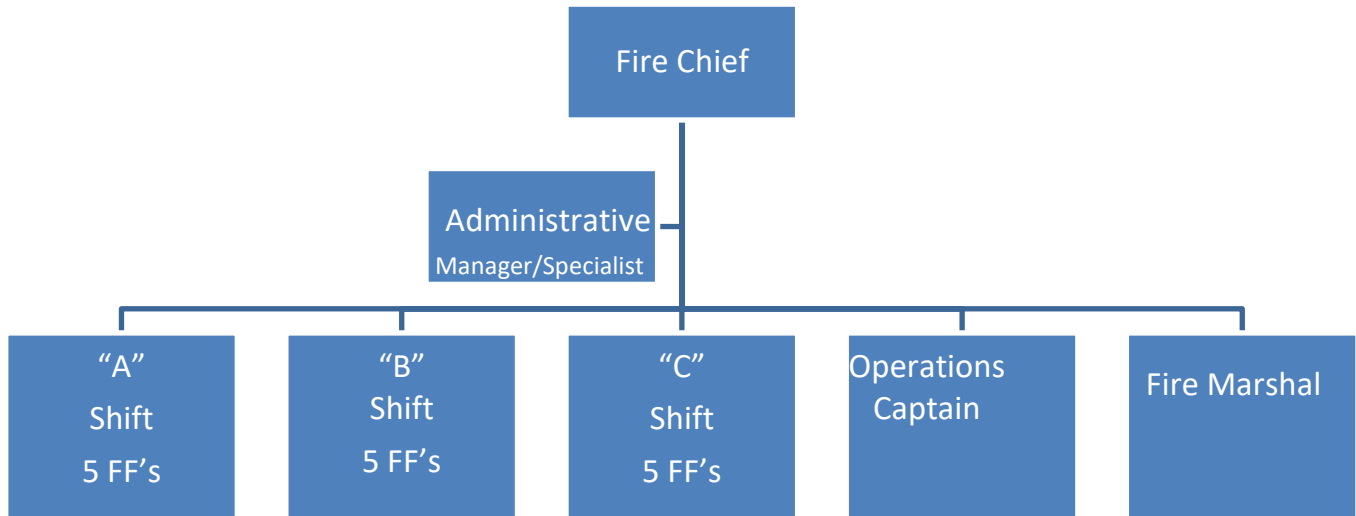 Fire Chief
Administrative
Manager/Specialist
“A”
Shift
5 FF’s
“B”
Shift
5 FF’s
“C”
Shift
5 FF’s
Operations
Captain
Fire Marshal